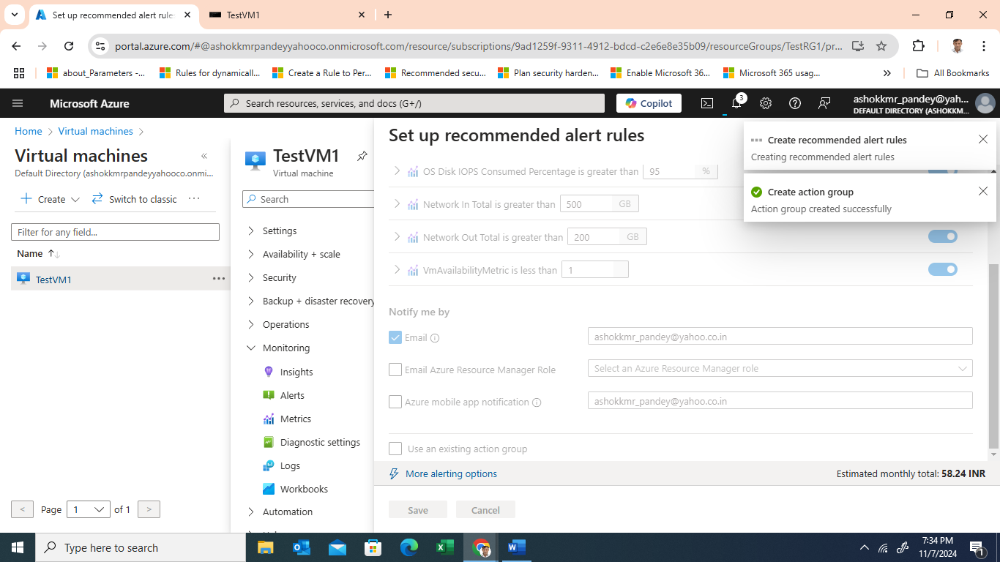 Set up recommended alert rule
TestVM1
portal.azure.com/#@ashokkmrpandeyyahooco.onmicrosoft.com/resource/subscriptions/9ad1259f-9311-4912-bdcd-c2e6e8e35b09/resourceGroups/TestRG1/pr...
about_Parameters -...
Rules for dynamicall...
Create a Rule to Per...
Recommended secu...
Plan security harden...
Enable Microsoft 36...
Microsoft 365 usag...
All Bookmarks
Microsoft Azure
Search resources, services, and docs (G+/)
Copilot
3
ashokkmr_pandey@yah...
DEFAULT DIRECTORY (ASHOKKM...
Home > Virtual machines >
Virtual machines
Default Directory (ashokkmrpandeyyahooco.onmi...
Create
Switch to classic
Filter for any field...
Name
TestVM1
< Page 1 of 1 >
TestVM1
Virtual machine
Search
Settings
Availability + scale
Security
Backup + disaster recovery
Operations
Monitoring
Insights
Alerts
Metrics
Diagnostic settings
Logs
Workbooks
Automation
Set up recommended alert rules
OS Disk IOPS Consumed Percentage is greater than 95 %
Network In Total is greater than 500 GB
Network Out Total is greater than 200 GB
VmAvailabilityMetric is less than 1
Notify me by
Email ashokkmr_pandey@yahoo.co.in
Email Azure Resource Manager Role Select an Azure Resource Manager role
Azure mobile app notification ashokkmr_pandey@yahoo.co.in
Use an existing action group
More alerting options
Estimated monthly total: 58.24 INR
Save
Cancel
Create recommended alert rules
Creating recommended alert rules
Create action group
Action group created successfully
Type here to search
7:34 PM
11/7/2024
1